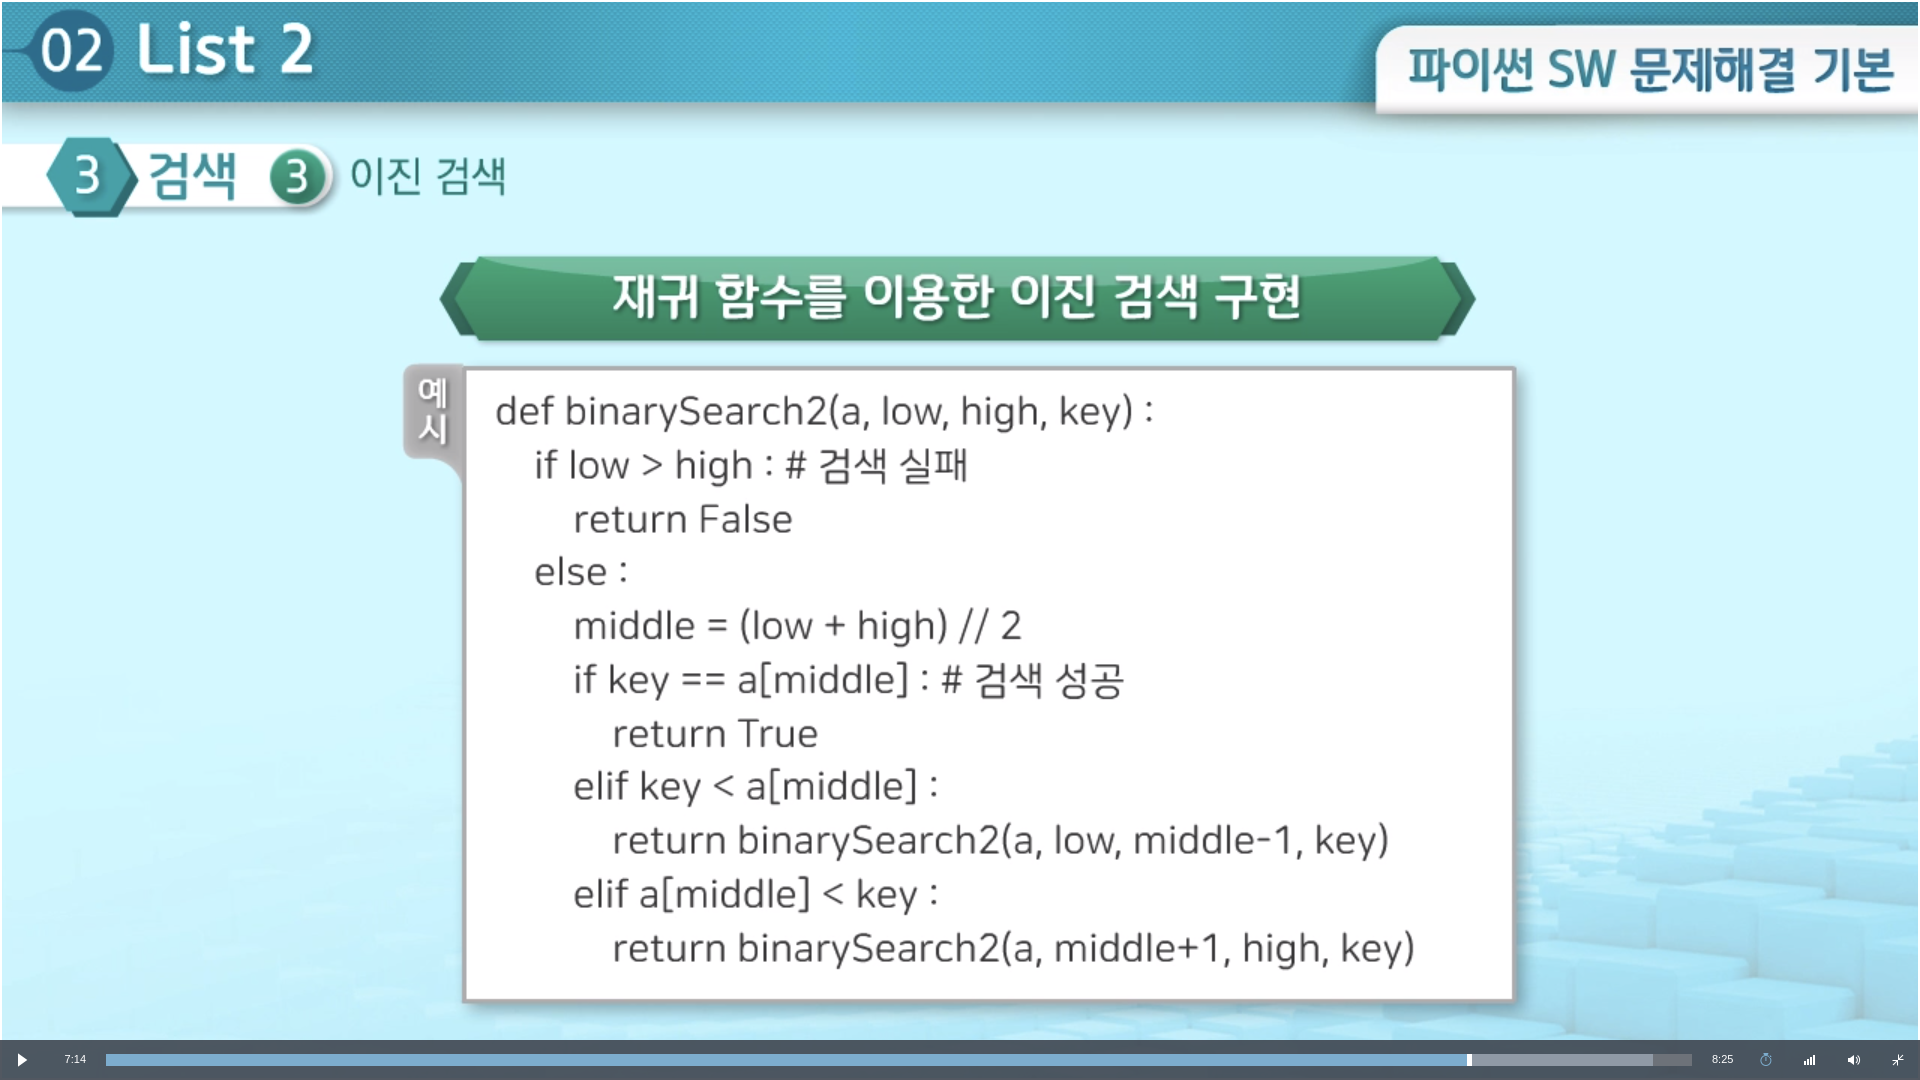 02 List 2
파이썬 SW 문제해결 기본
3 검색 3 이진 검색
재귀 함수를 이용한 이진 검색 구현
예시
def binarySearch2(a, low, high, key) :
if low > high : # 검색 실패
return False
else :
middle = (low + high) // 2
if key == a[middle] : # 검색 성공
return True
elif key < a[middle] :
return binarySearch2(a, low, middle-1, key)
elif a[middle] < key :
return binarySearch2(a, middle+1, high, key)
7:14
8:25